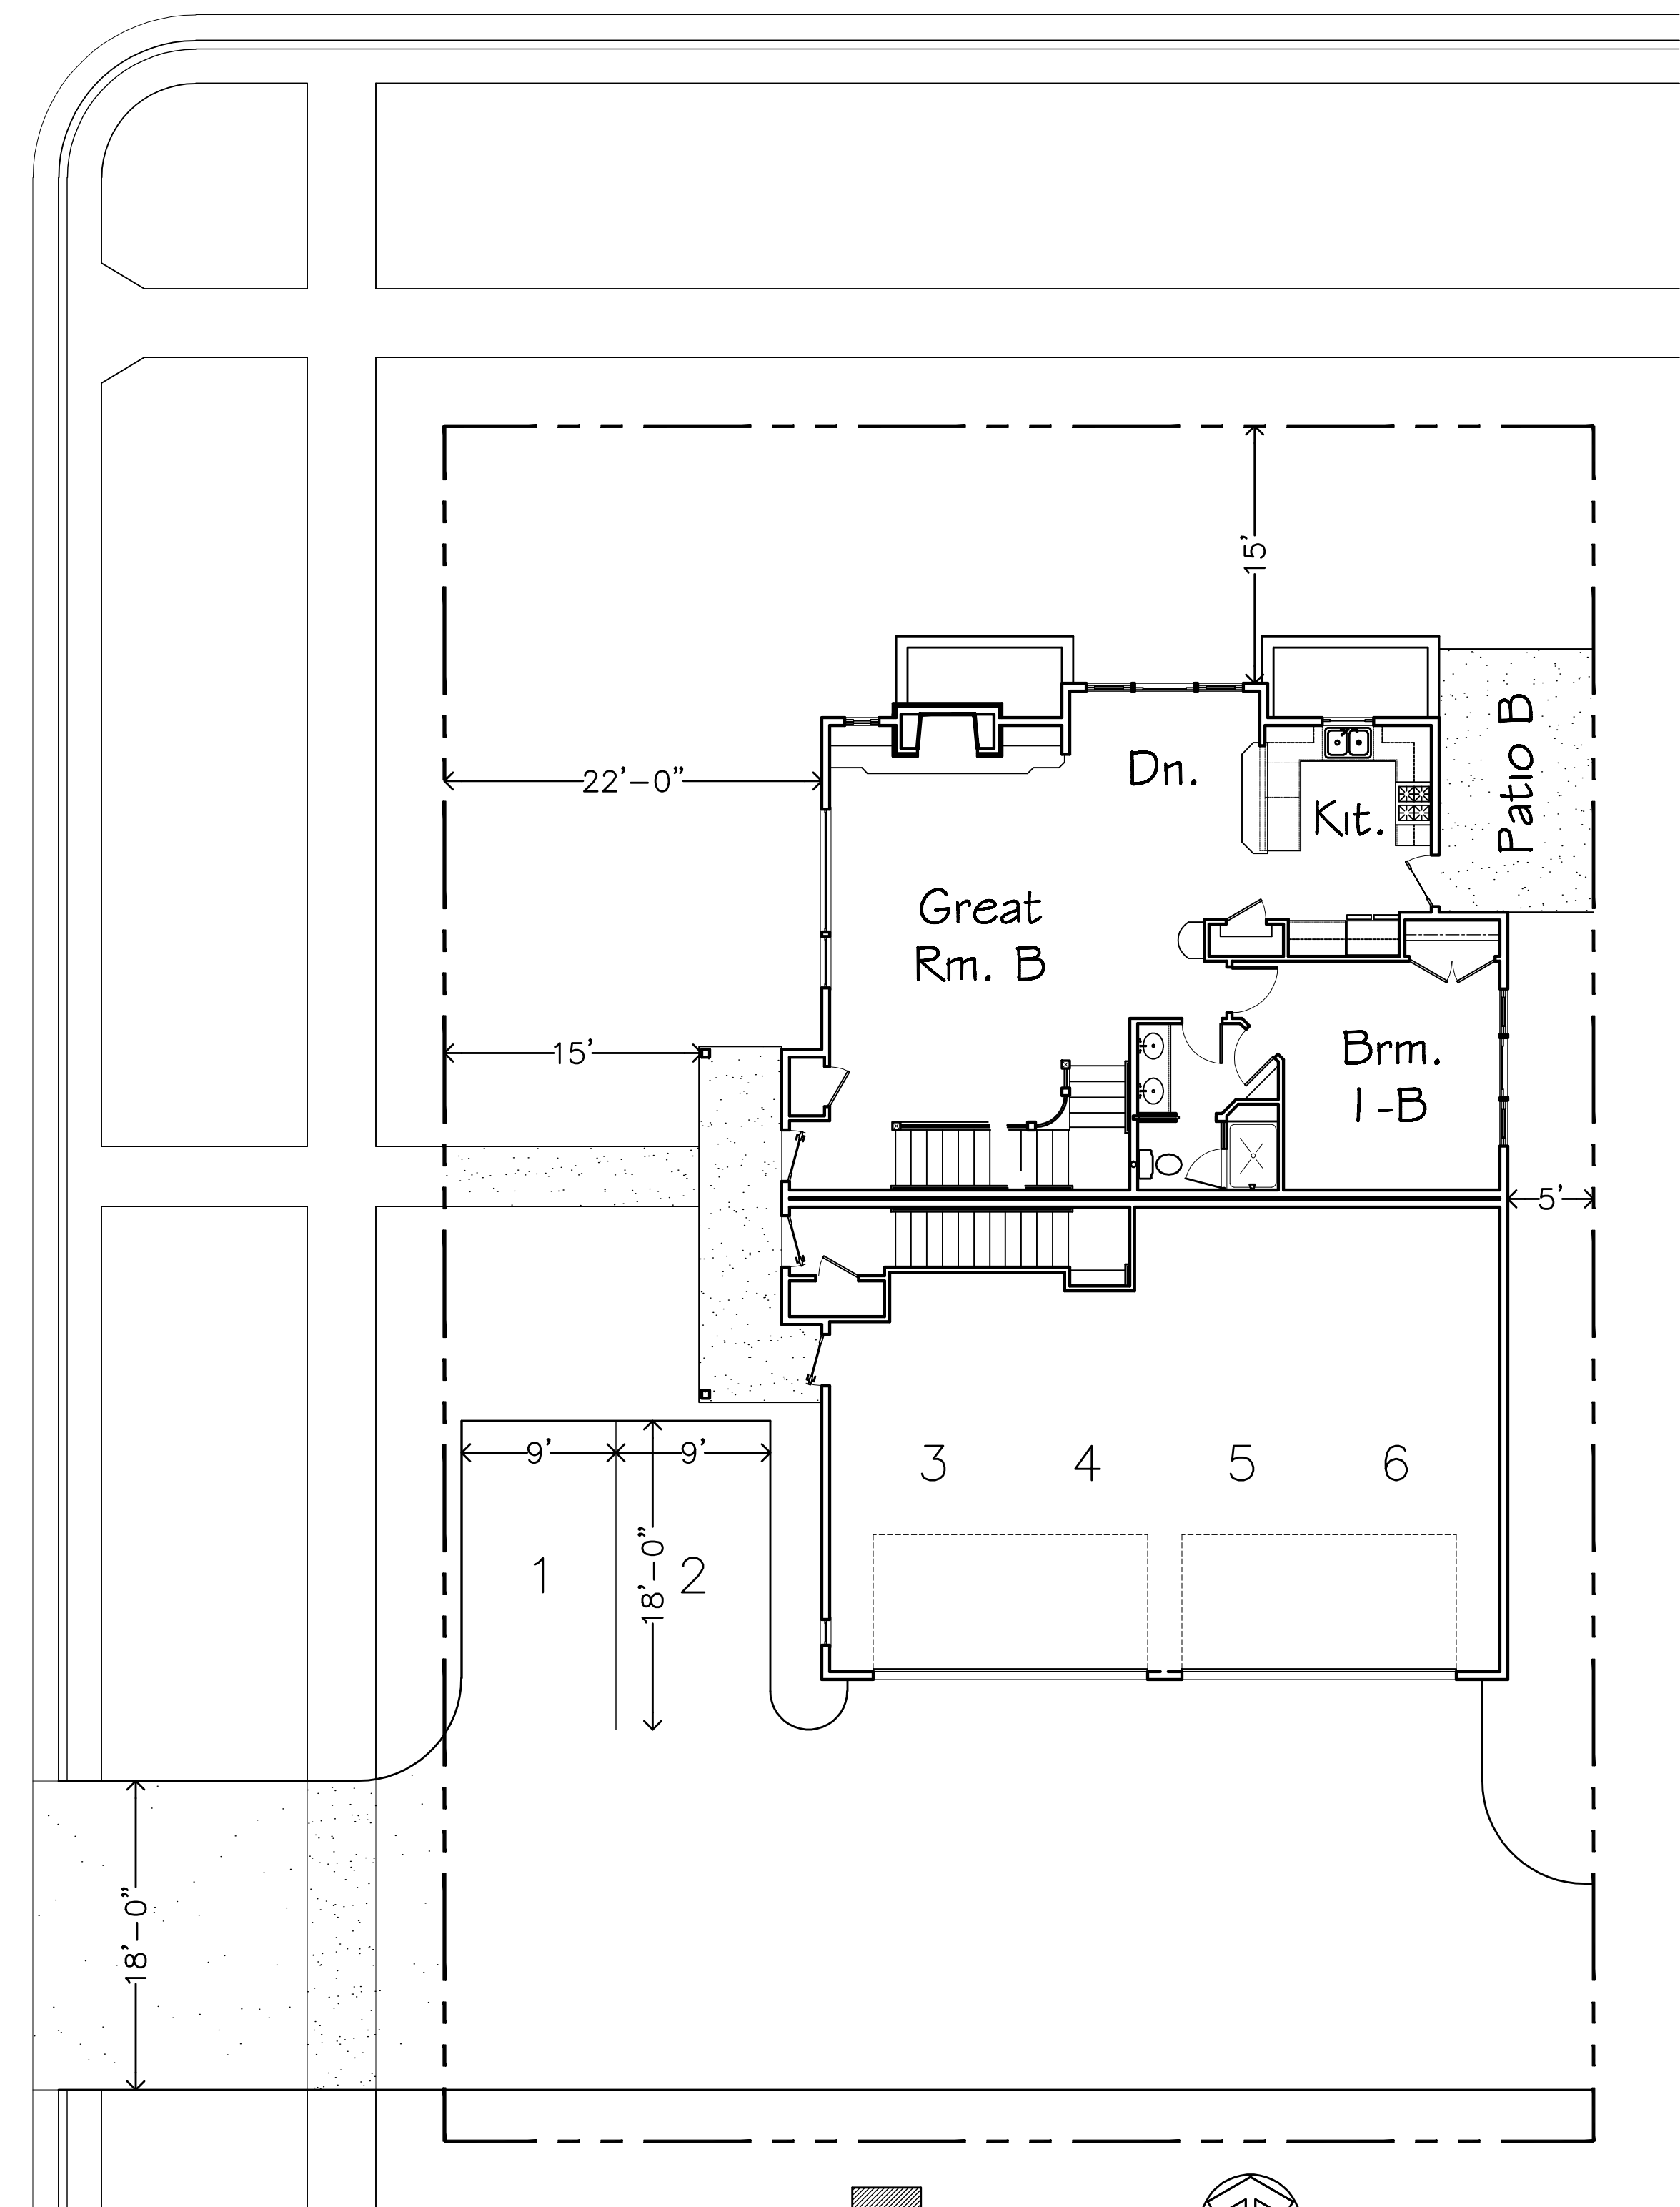 15'
Patio B
22'-0"
Dn.
Kit.
Great
Rm. B
15'
Brm.
1-B
5'
9'
9'
3
4
5
6
1
18'-0"
2
18'-0"